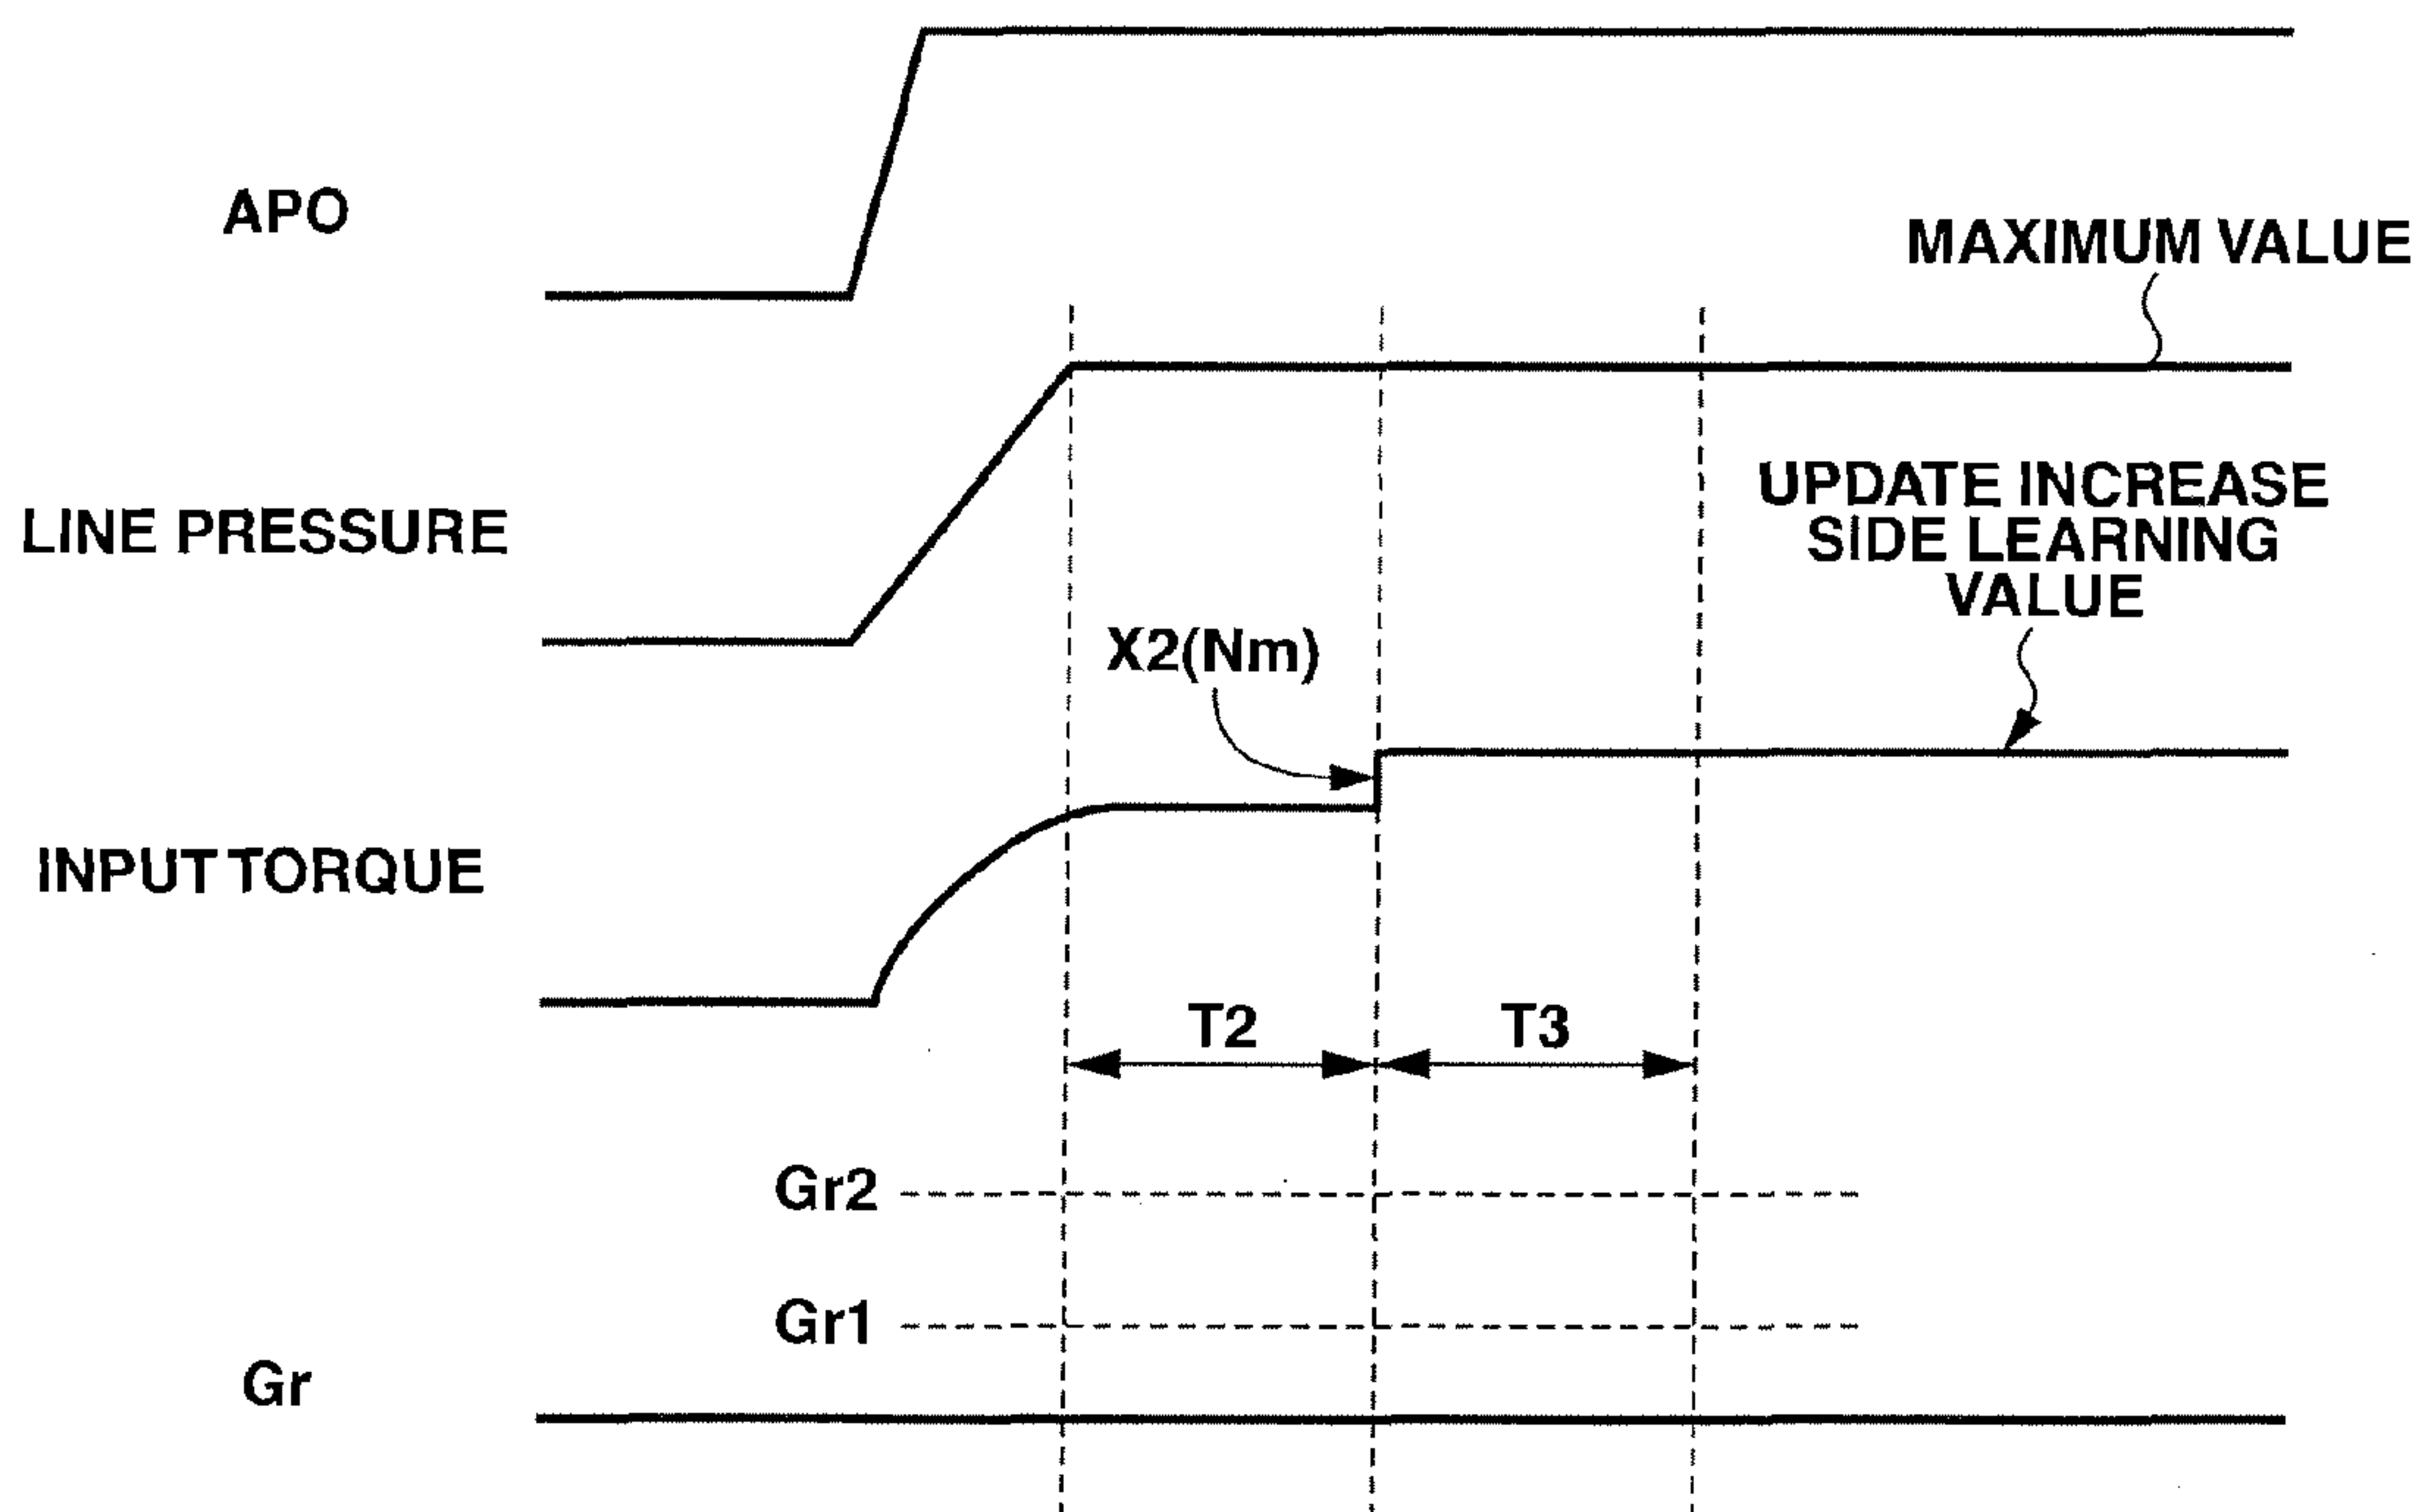 APO
MAXIMUM VALUE
LINE PRESSURE
UPDATE INCREASE
SIDE LEARNING
VALUE
X2(Nm)
INPUT TORQUE
T2
T3
Gr2
Gr1
Gr